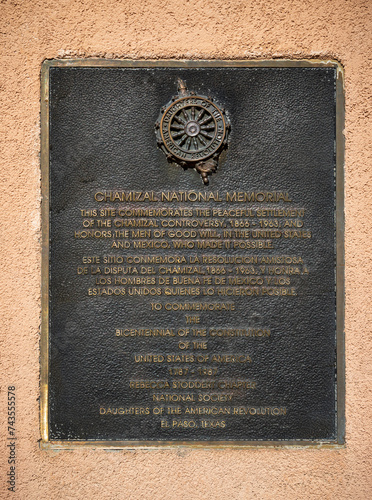 CHAMIZAL NATIONAL MEMORIAL
THIS SITE COMMEMORATES THE PEACEFUL SETTLEMENT
OF THE CHAMIZAL CONTROVERSY, 1866 - 1963, AND
HONORS THE MEN OF GOOD WILL IN THE UNITED STATES
AND MEXICO, WHO MADE IT POSSIBLE.
ESTE SITIO CONMEMORA LA RESOLUCION AMISTOSA
DE LA DISPUTA DEL CHAMIZAL, 1866 - 1963, Y HONRA A
LOS HOMBRES DE BUENA FE DE MEXICO Y LOS
ESTADOS UNIDOS QUIENES LO HICIERON POSIBLE.
TO COMMEMORATE
THE
BICENTENNIAL OF THE CONSTITUTION
OF THE
UNITED STATES OF AMERICA
1787 - 1987
REBECCA STODDERT CHAPTER
NATIONAL SOCIETY
DAUGHTERS OF THE AMERICAN REVOLUTION
EL PASO, TEXAS
#743555578